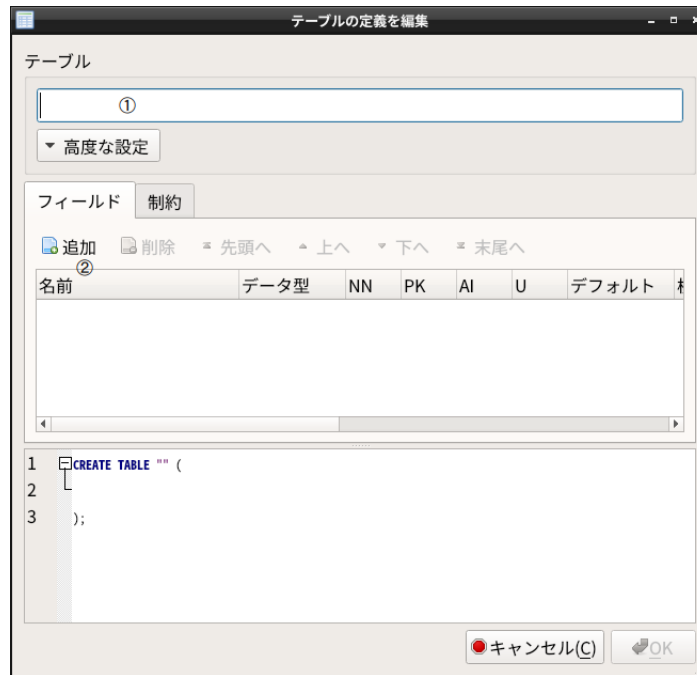 テーブルの定義を編集
テーブル
①
高度な設定
フィールド 制約
追加 削除 先頭へ 上へ 下へ 末尾へ
②
名前 データ型 NN PK AI U デフォルト
1 CREATE TABLE "" (
2
3 );
キャンセル(C) OK